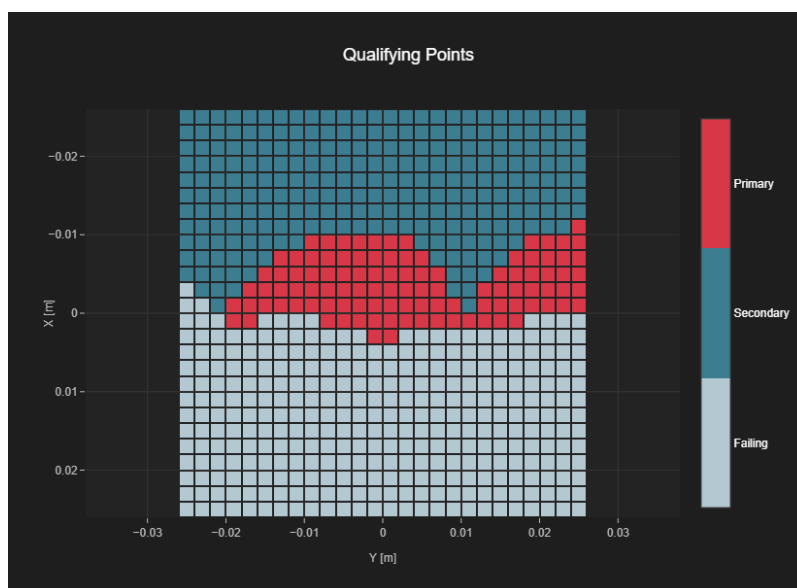 Qualifying Points
X [m]
−0.02
−0.01
0
0.01
0.02
−0.03
−0.02
−0.01
0
0.01
0.02
0.03
Y [m]
Primary
Secondary
Failing